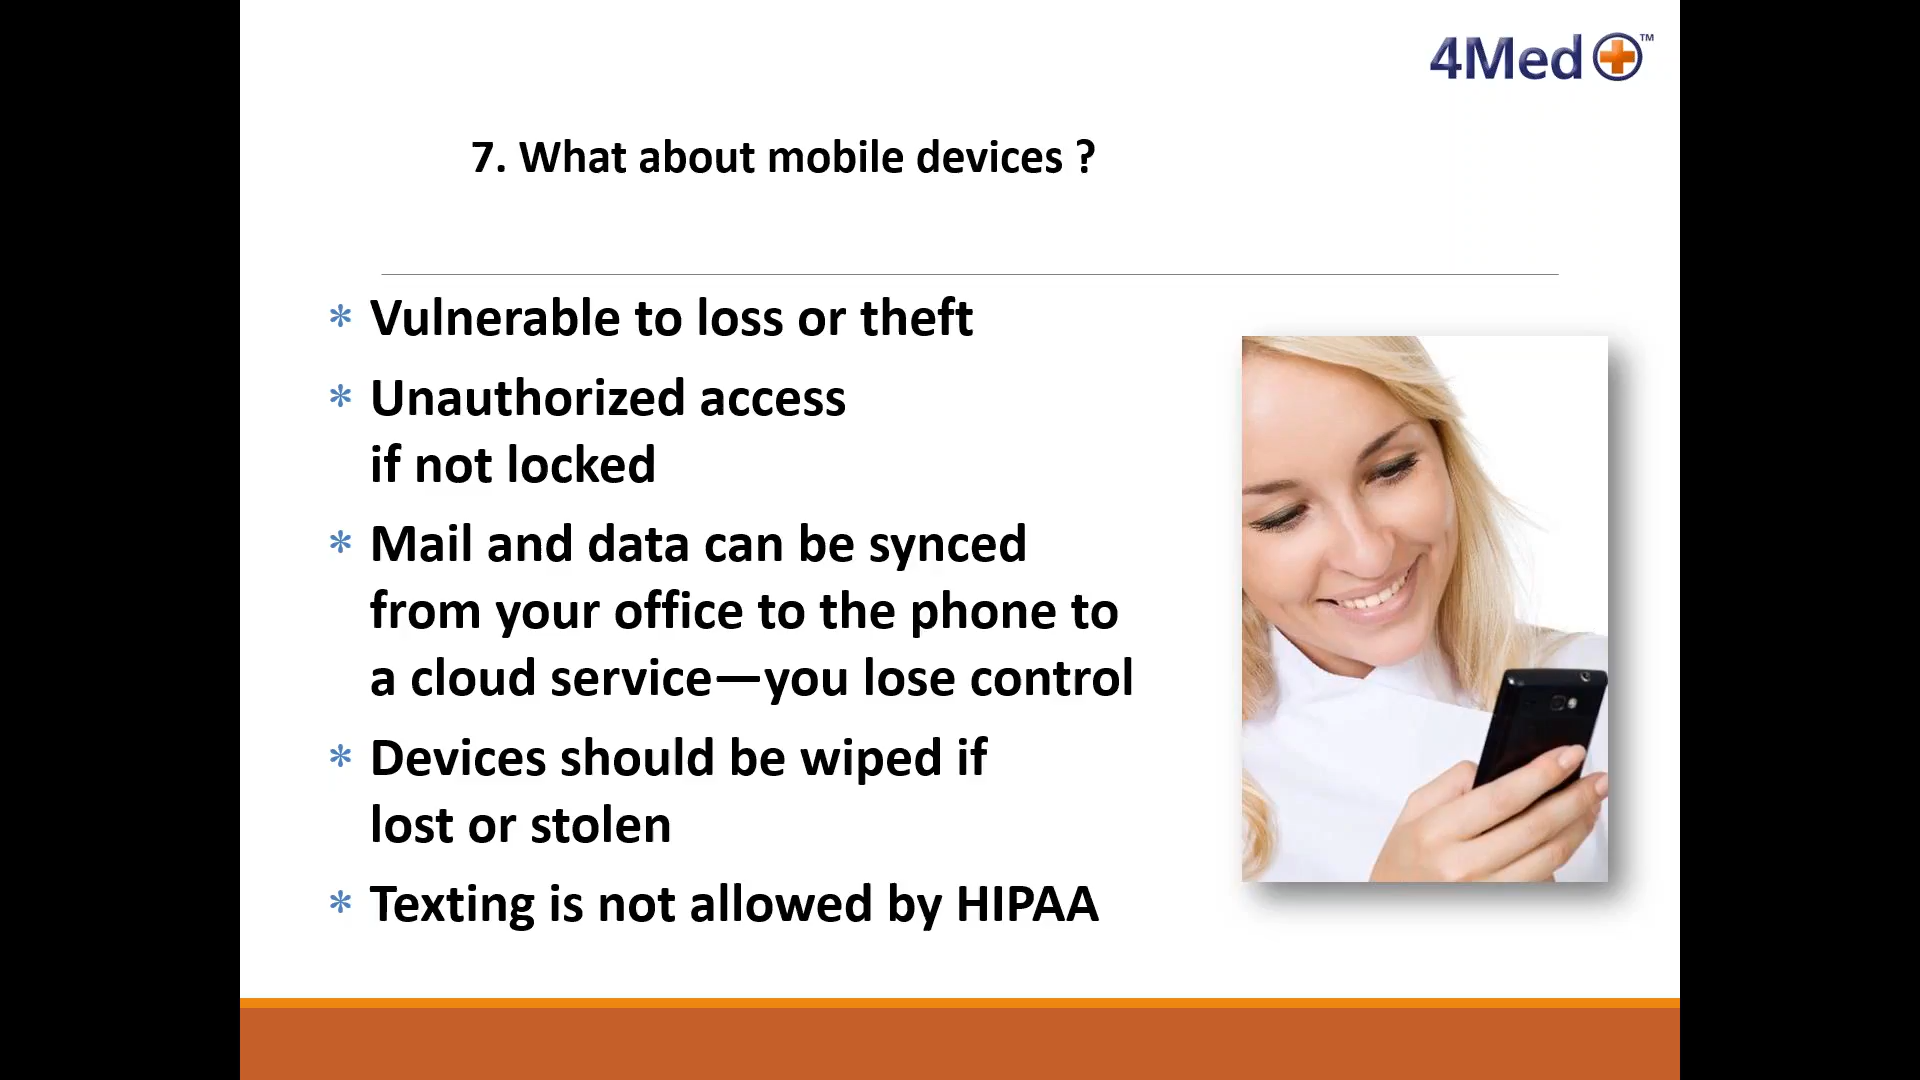 4Med ™
7. What about mobile devices ?
* Vulnerable to loss or theft
* Unauthorized access
if not locked
* Mail and data can be synced
from your office to the phone to
a cloud service—you lose control
* Devices should be wiped if
lost or stolen
* Texting is not allowed by HIPAA